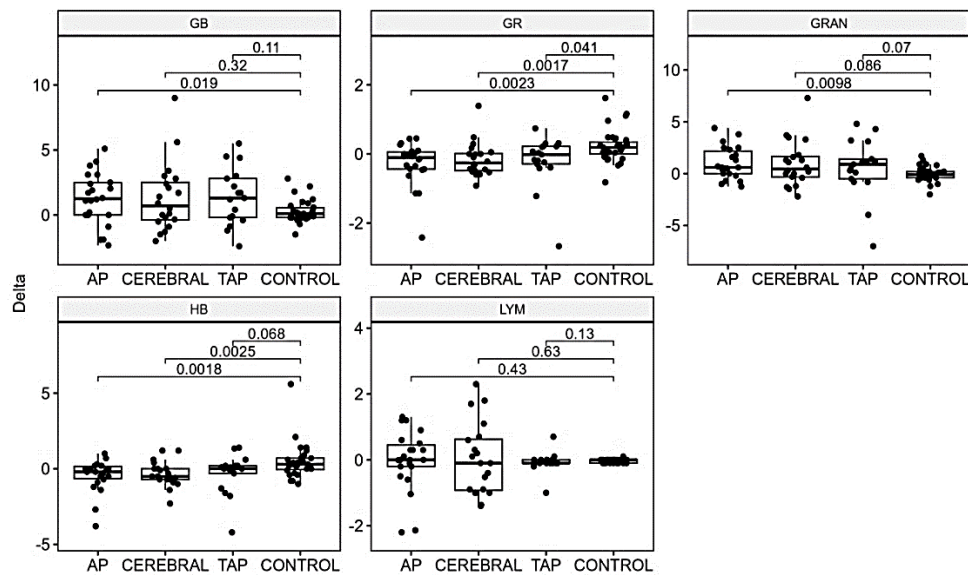 GB GR GRAN
0.11 0.041 0.07
0.32 0.0017 0.086
0.019 0.0023 0.0098
10 2 10
5 0 5
0 -2 0
-5
AP CEREBRAL TAP CONTROL AP CEREBRAL TAP CONTROL AP CEREBRAL TAP CONTROL
Delta
HB LYM
0.068 0.13
0.0025 0.63
0.0018 0.43
5 4
0 2
-5 0
-2
AP CEREBRAL TAP CONTROL AP CEREBRAL TAP CONTROL